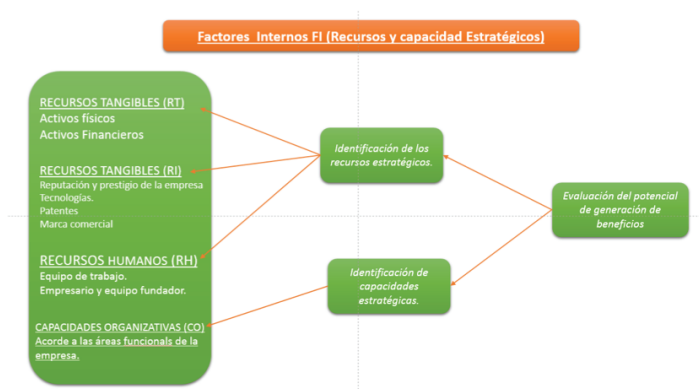 Factores Internos FI (Recursos y capacidad Estratégicos)
RECURSOS TANGIBLES (RT)
Activos físicos
Activos Financieros
RECURSOS TANGIBLES (RI)
Reputación y prestigio de la empresa
Tecnologías.
Patentes
Marca comercial
RECURSOS HUMANOS (RH)
Equipo de trabajo.
Empresario y equipo fundador.
CAPACIDADES ORGANIZATIVAS (CO)
Acorde a las áreas funcionals de la
empresa.
Identificación de los
recursos estratégicos.
Identificación de
capacidades
estratégicas.
Evaluación del potencial
de generación de
beneficios